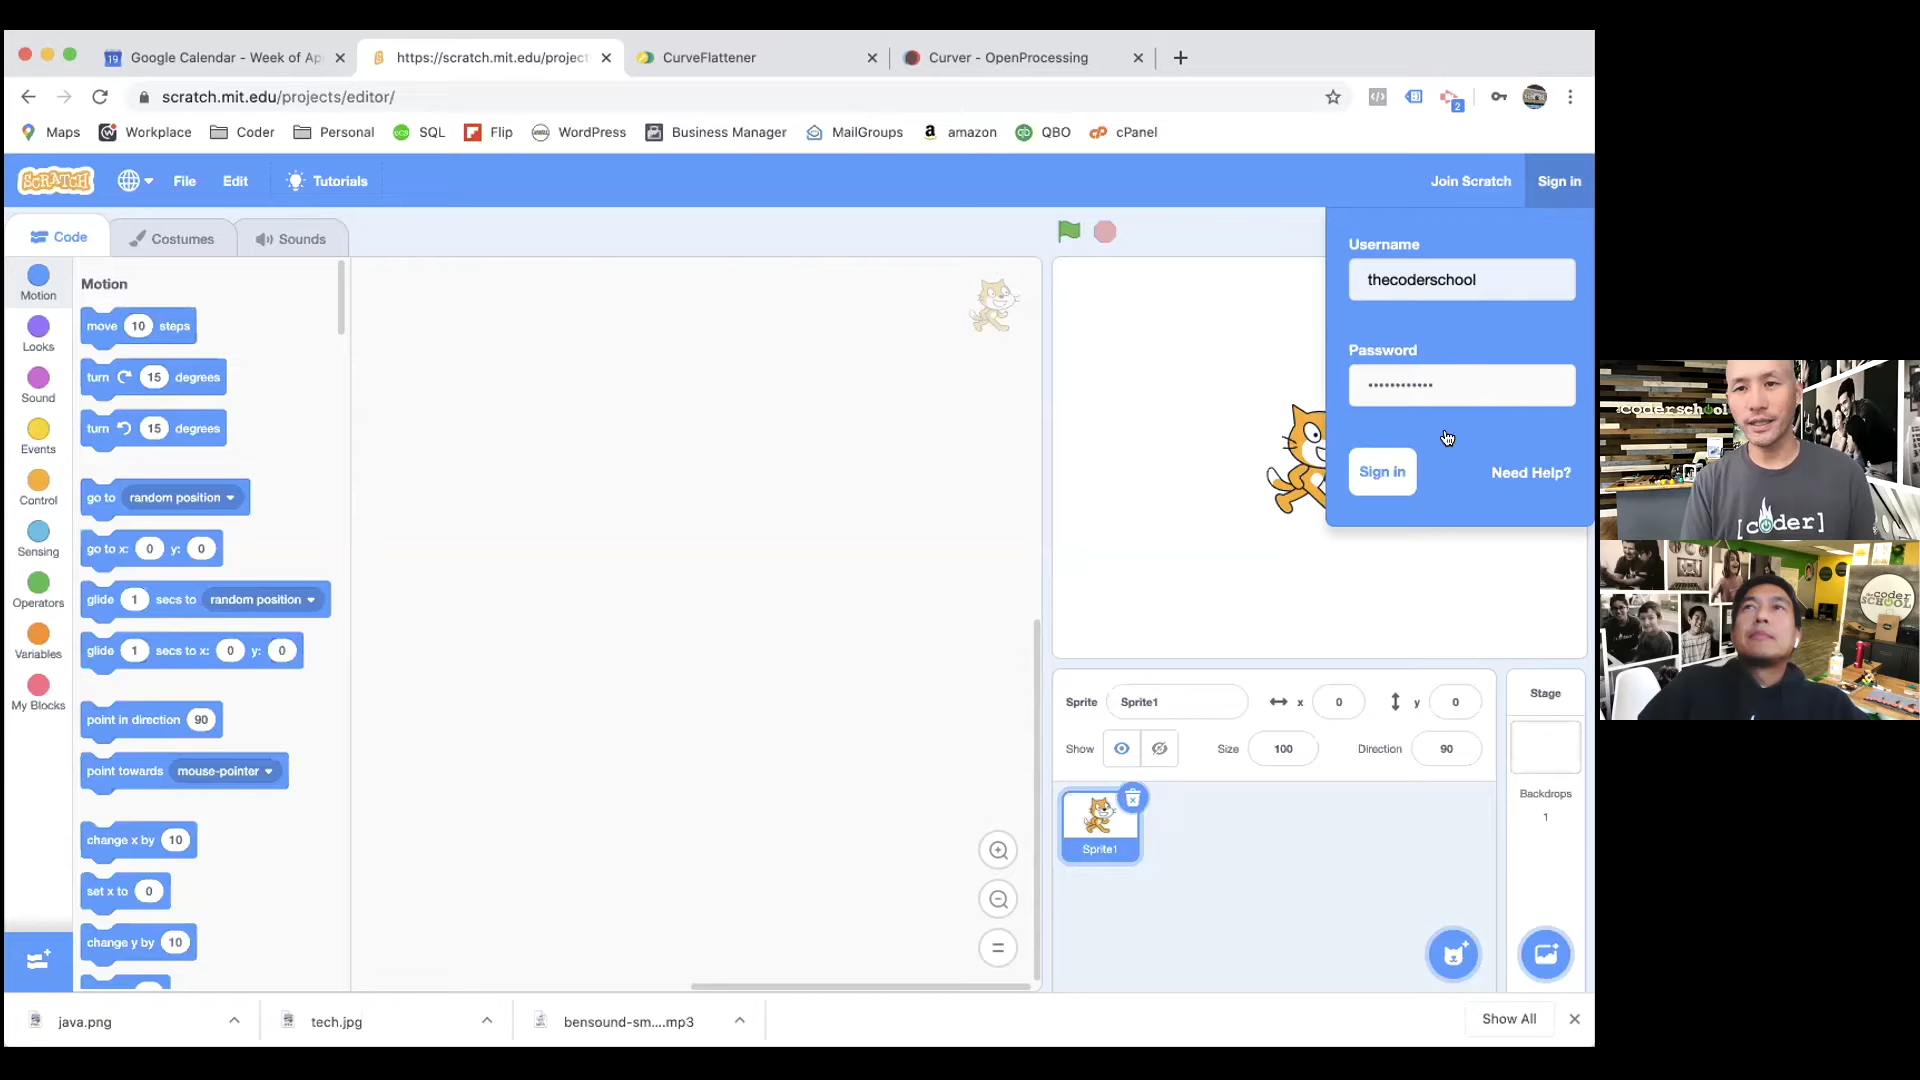 Google Calendar - Week of Ap
https://scratch.mit.edu/project
CurveFlattener
Curver - OpenProcessing
scratch.mit.edu/projects/editor/
2
Maps
Workplace
Coder
Personal
SQL
Flip
WordPress
Business Manager
MailGroups
amazon
QBO
cPanel
SCRATCH
File
Edit
Tutorials
Join Scratch
Sign in
Code
Costumes
Sounds
Motion
Looks
Sound
Events
Control
Sensing
Operators
Variables
My Blocks
Motion
move 10 steps
turn 15 degrees
turn 15 degrees
go to random position
go to x: 0 y: 0
glide 1 secs to random position
glide 1 secs to x: 0 y: 0
point in direction 90
point towards mouse-pointer
change x by 10
set x to 0
change y by 10
Username
thecoderschool
Password
••••••••••••
Sign in
Need Help?
Sprite
Sprite1
x 0
y 0
Show
Size 100
Direction 90
Sprite1
Stage
Backdrops
1
java.png
tech.jpg
bensound-sm....mp3
Show All
coderschool
[coder]
the
coder
SCHOOL